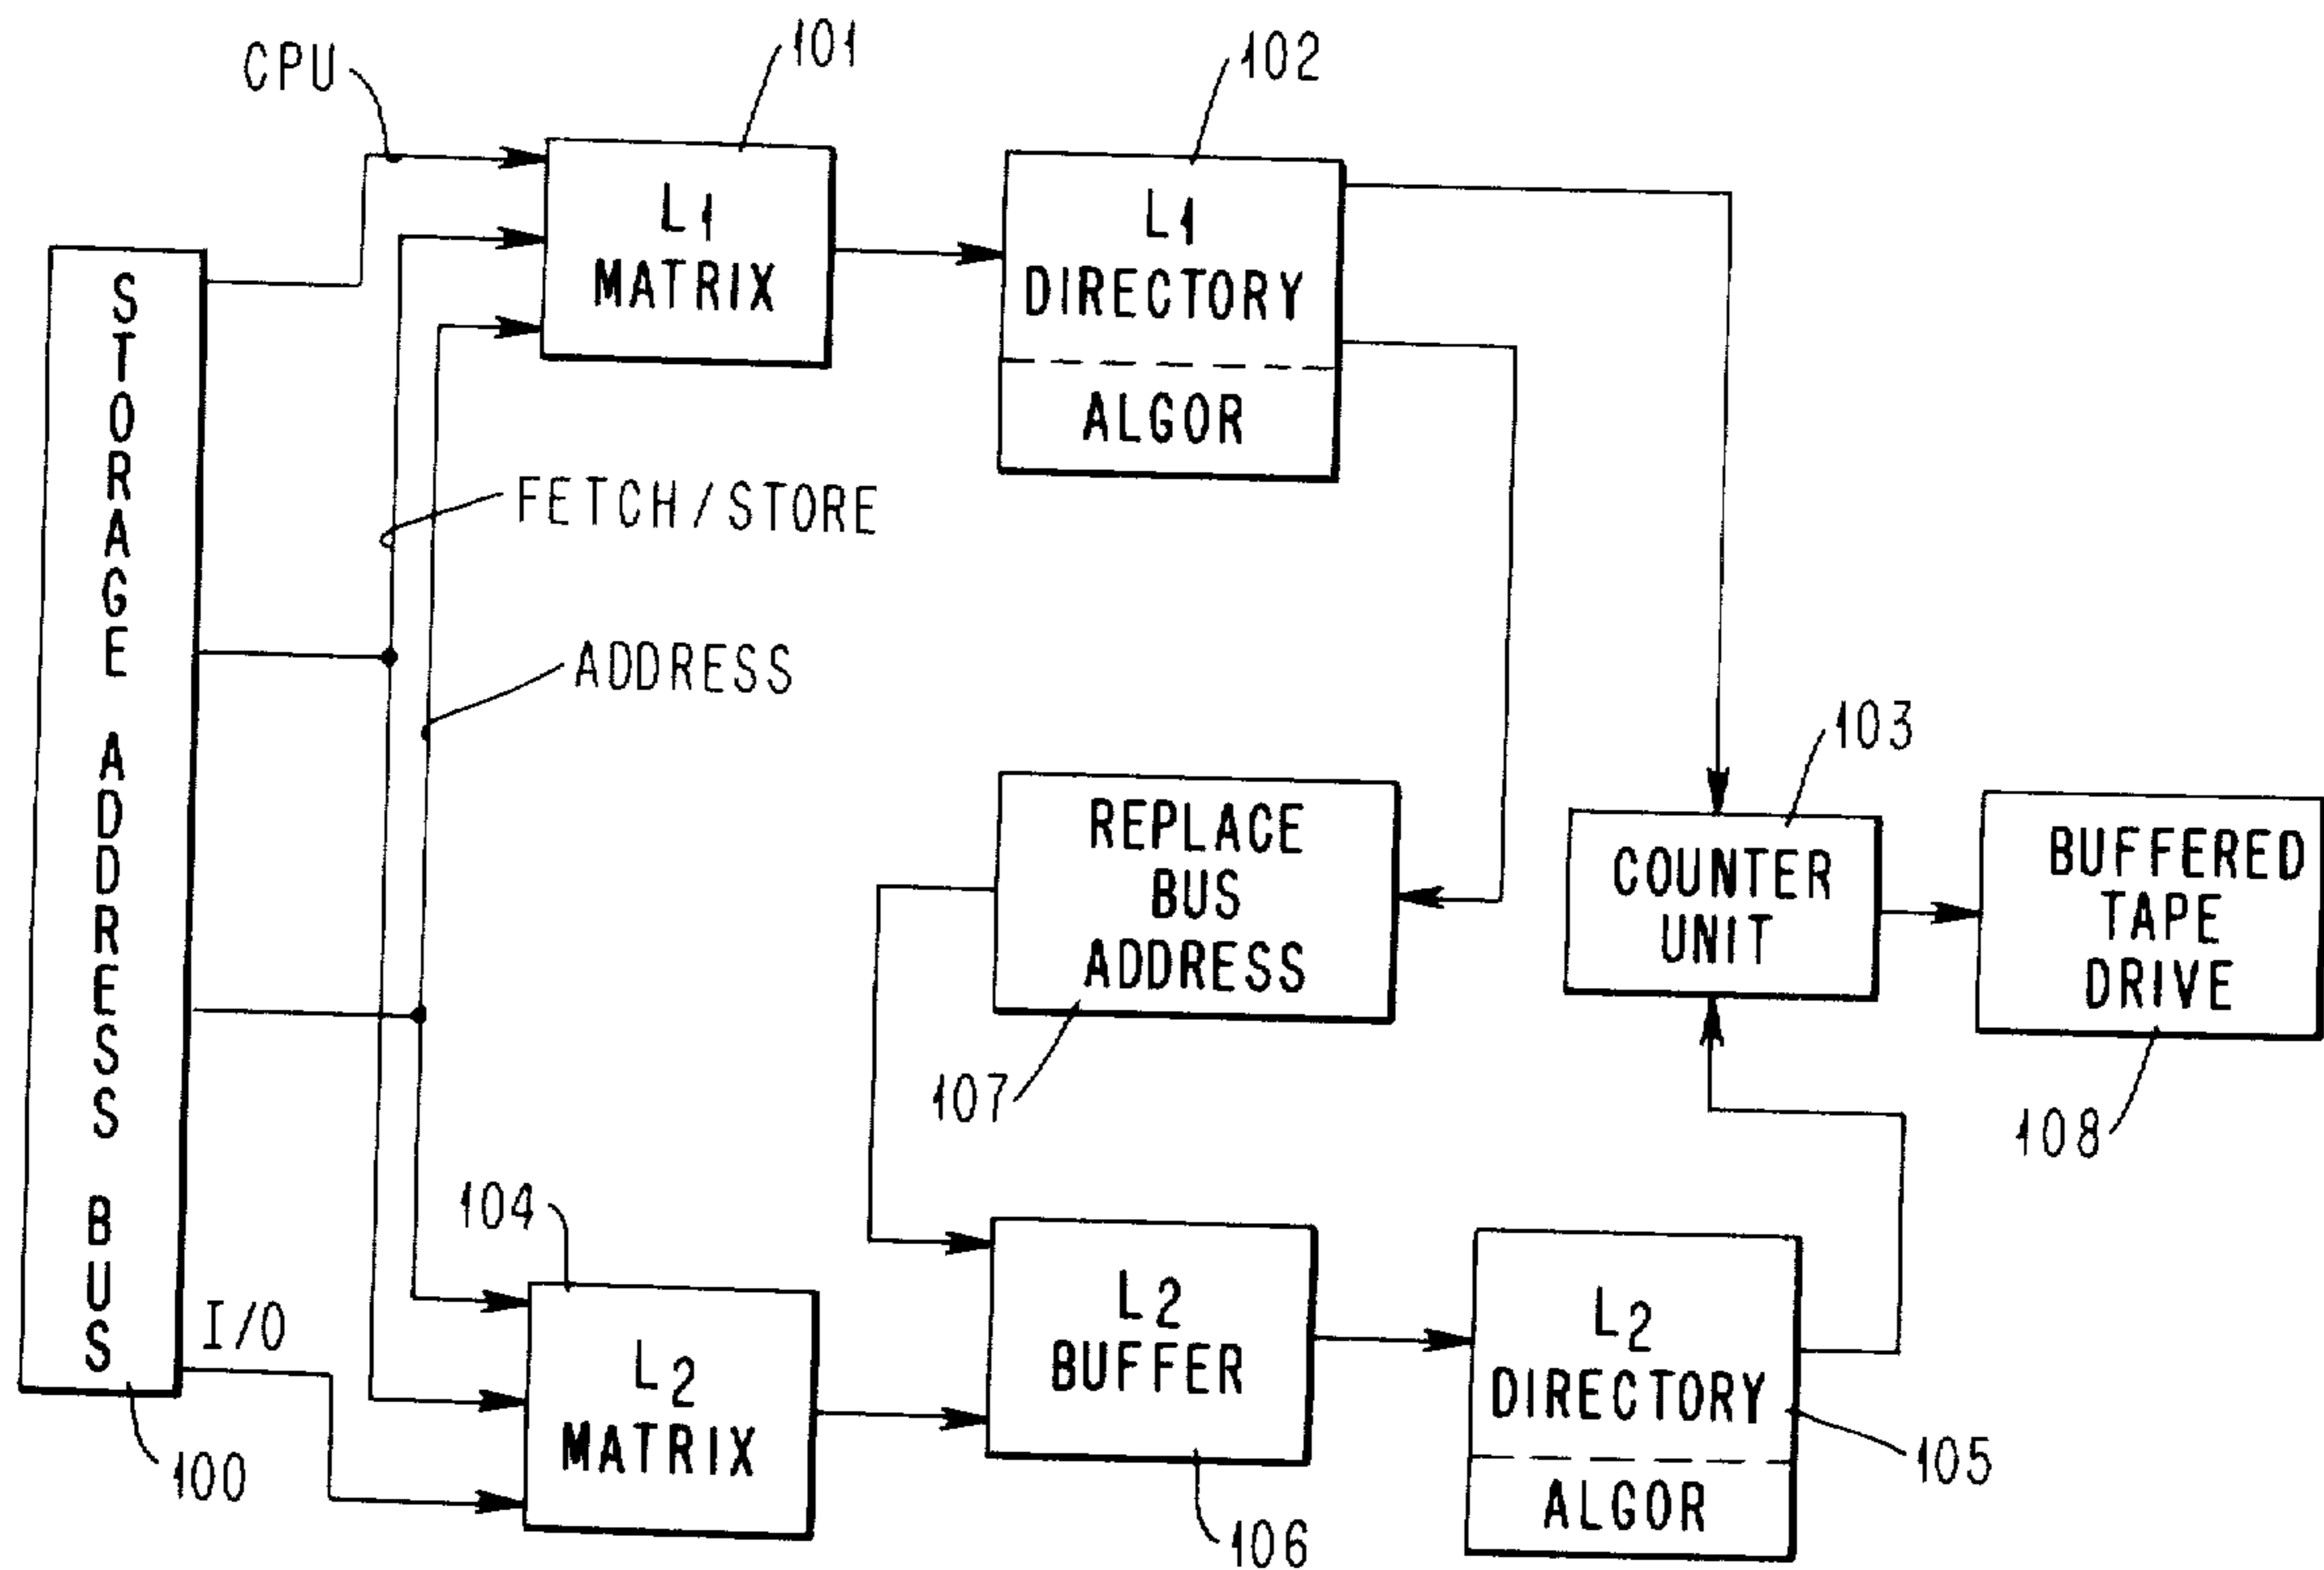 CPU
101
102
L1
MATRIX
L1
DIRECTORY
ALGOR
STORAGE ADDRESS BUS
FETCH/STORE
ADDRESS
103
REPLACE
BUS
ADDRESS
COUNTER
UNIT
BUFFERED
TAPE
DRIVE
107
108
104
I/O
L2
MATRIX
L2
BUFFER
L2
DIRECTORY
ALGOR
100
106
105